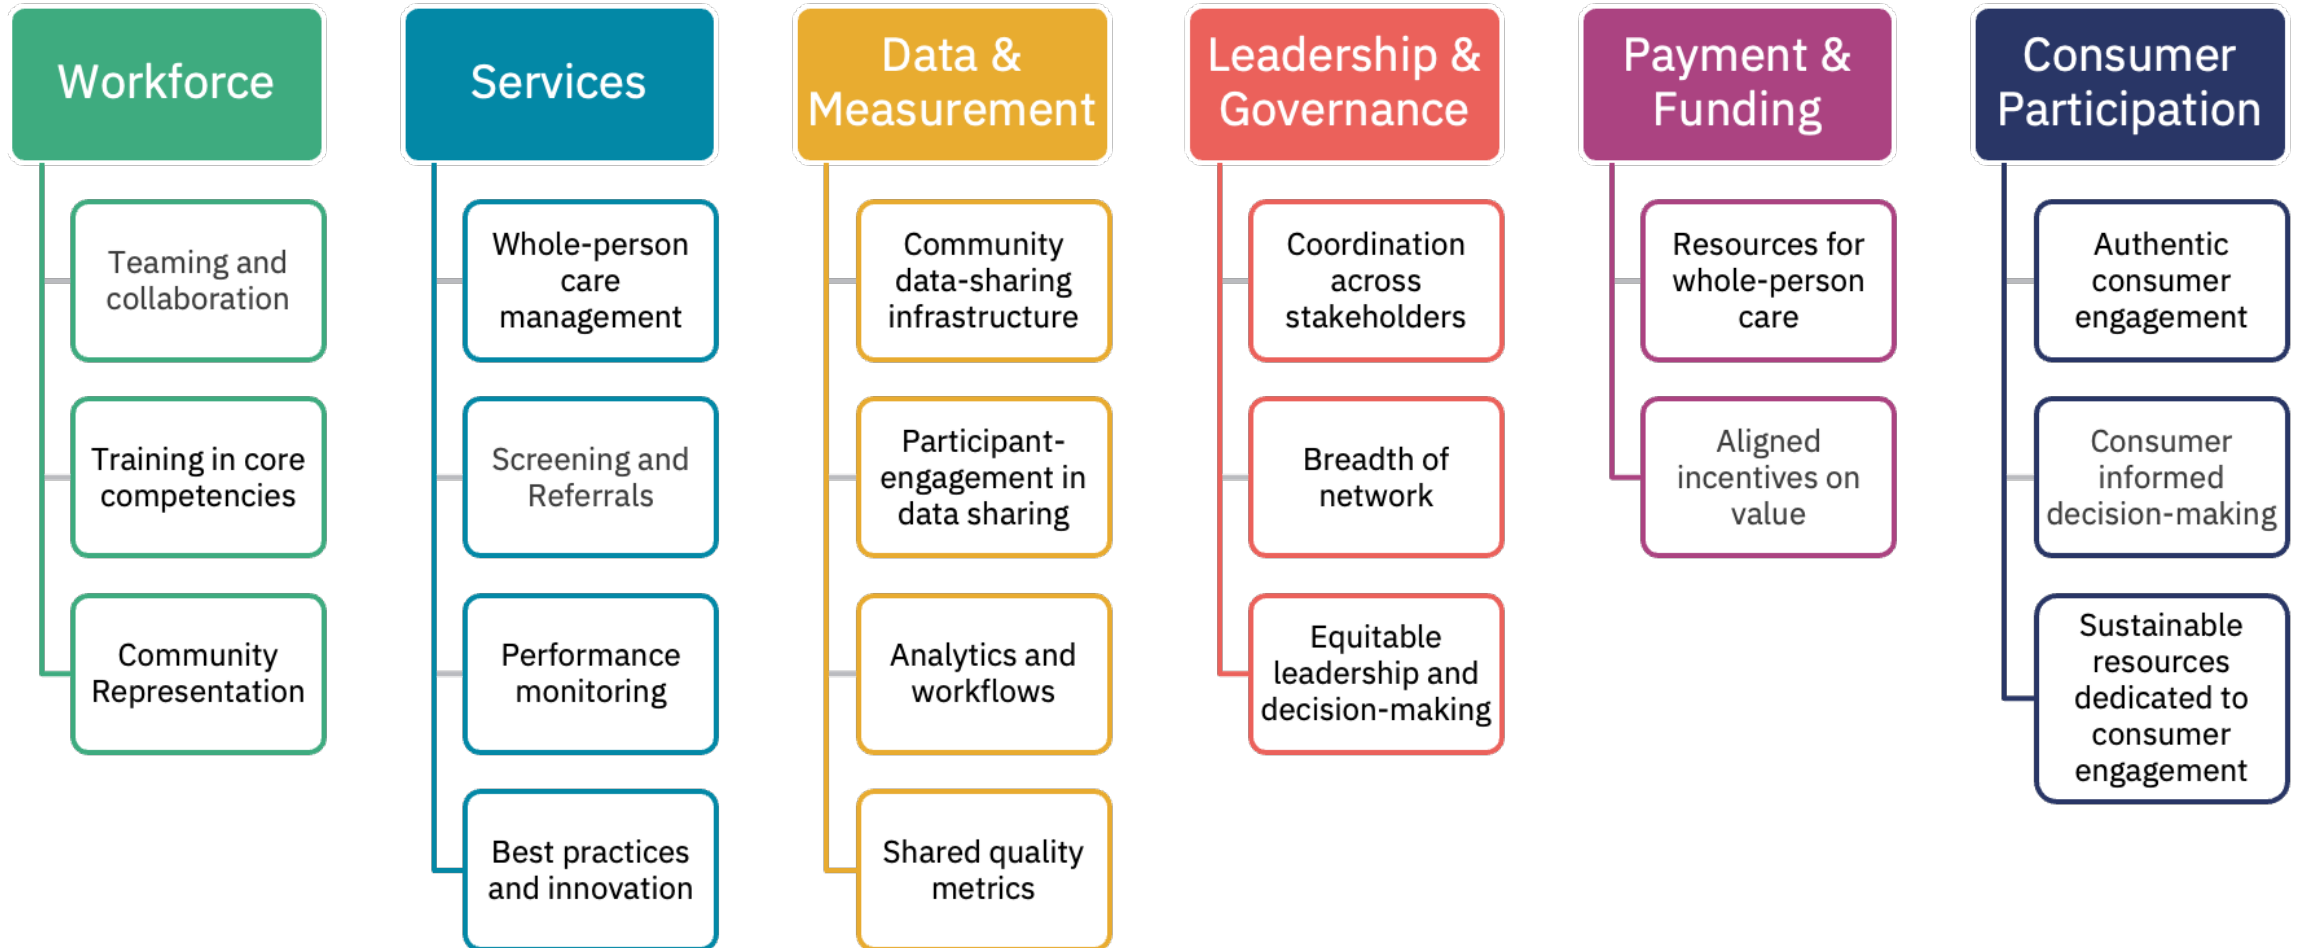 Workforce
Teaming and
collaboration
Training in core
competencies
Community
Representation
Services
Whole-person
care
management
Screening and
Referrals
Performance
monitoring
Best practices
and innovation
Data &
Measurement
Community
data-sharing
infrastructure
Participant-
engagement in
data sharing
Analytics and
workflows
Shared quality
metrics
Leadership &
Governance
Coordination
across
stakeholders
Breadth of
network
Equitable
leadership and
decision-making
Payment &
Funding
Resources for
whole-person
care
Aligned
incentives on
value
Consumer
Participation
Authentic
consumer
engagement
Consumer
informed
decision-making
Sustainable
resources
dedicated to
consumer
engagement